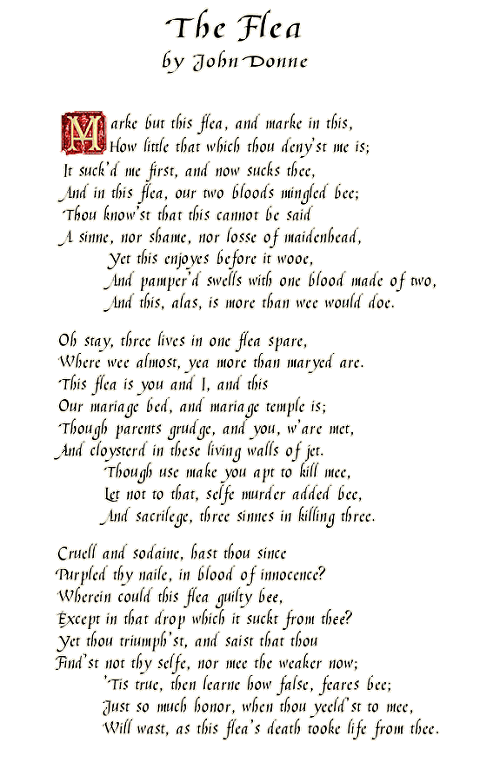 The Flea
by John Donne
Marke but this flea, and marke in this,
How little that which thou deny'st me is;
It suck'd me first, and now sucks thee,
And in this flea, our two bloods mingled bee;
Thou know'st that this cannot be said
A sinne, nor shame, nor losse of maidenhead,
Yet this enjoyes before it wooe,
And pamper'd swells with one blood made of two,
And this, alas, is more than wee would doe.
Oh stay, three lives in one flea spare,
Where wee almost, yea more than maryed are.
This flea is you and I, and this
Our mariage bed, and mariage temple is;
Though parents grudge, and you, w'are met,
And cloysterd in these living walls of jet.
Though use make you apt to kill mee,
Let not to that, selfe murder added bee,
And sacrilege, three sinnes in killing three.
Cruell and sodaine, hast thou since
Purpled thy naile, in blood of innocence?
Wherein could this flea guilty bee,
Except in that drop which it suckt from thee?
Yet thou triumph'st, and saist that thou
Find'st not thy selfe, nor mee the weaker now;
'Tis true, then learne how false, feares bee;
Just so much honor, when thou yeeld'st to mee,
Will wast, as this flea's death tooke life from thee.